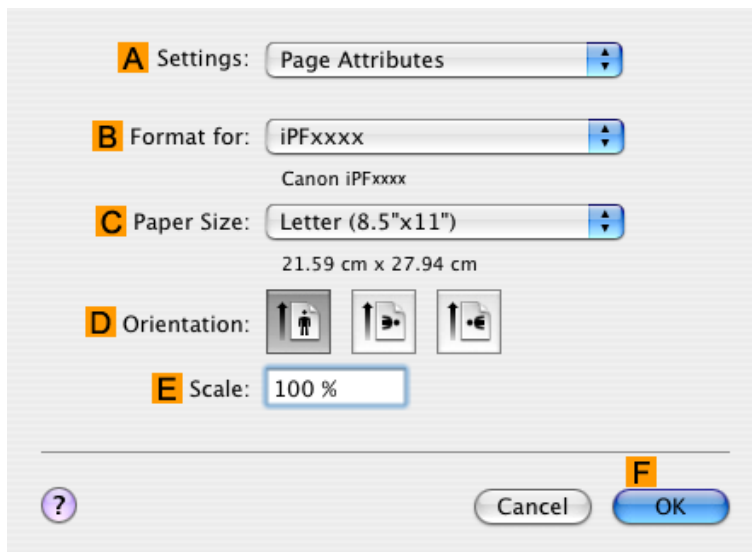 A Settings: Page Attributes
B Format for: iPFxxxx
Canon iPFxxxx
C Paper Size: Letter (8.5"x11")
21.59 cm x 27.94 cm
D Orientation:
E Scale: 100 %
F
? Cancel OK